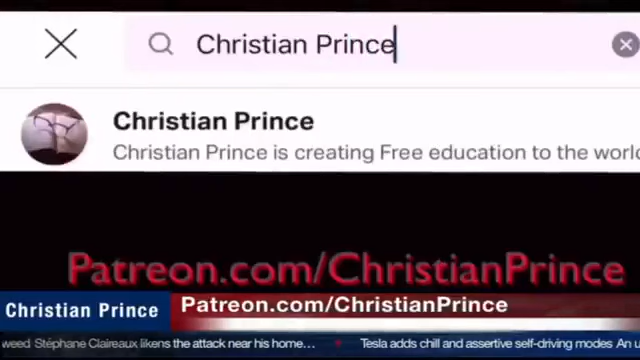 Christian Prince
Christian Prince
Christian Prince is creating Free education to the world
Patreon.com/ChristianPrince
Christian Prince
Patreon.com/ChristianPrince
weed Stéphane Claireaux likens the attack near his home... Tesla adds chill and assertive self-driving modes An u